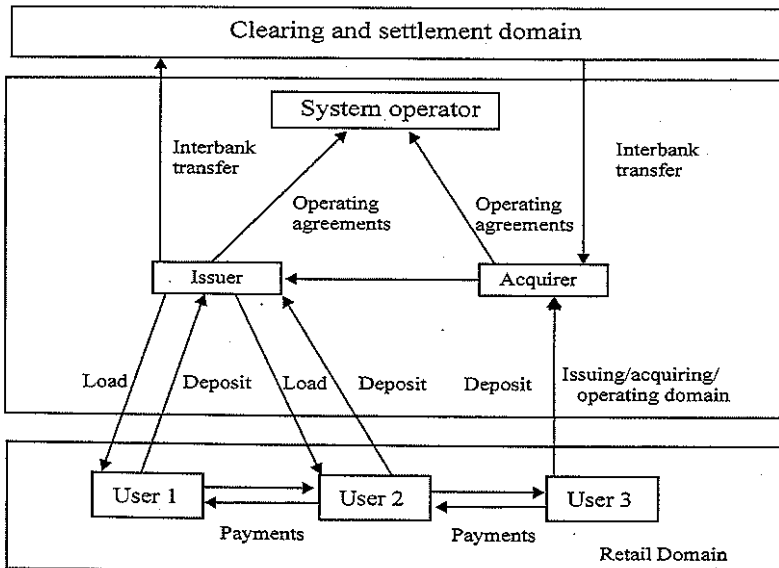 Clearing and settlement domain
System operator
Interbank
transfer
Interbank
transfer
Operating
agreements
Operating
agreements
Issuer
Acquirer
Load
Deposit
Load
Deposit
Deposit
Issuing/acquiring/
operating domain
User 1
User 2
User 3
Payments
Payments
Retail Domain